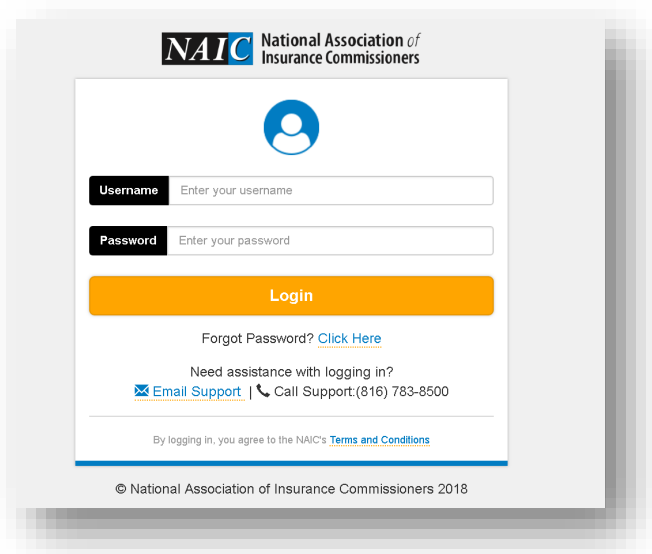 NAIC National Association of
Insurance Commissioners
Username Enter your username
Password Enter your password
Login
Forgot Password? Click Here
Need assistance with logging in?
Email Support | Call Support:(816) 783-8500
By logging in, you agree to the NAIC's Terms and Conditions
© National Association of Insurance Commissioners 2018